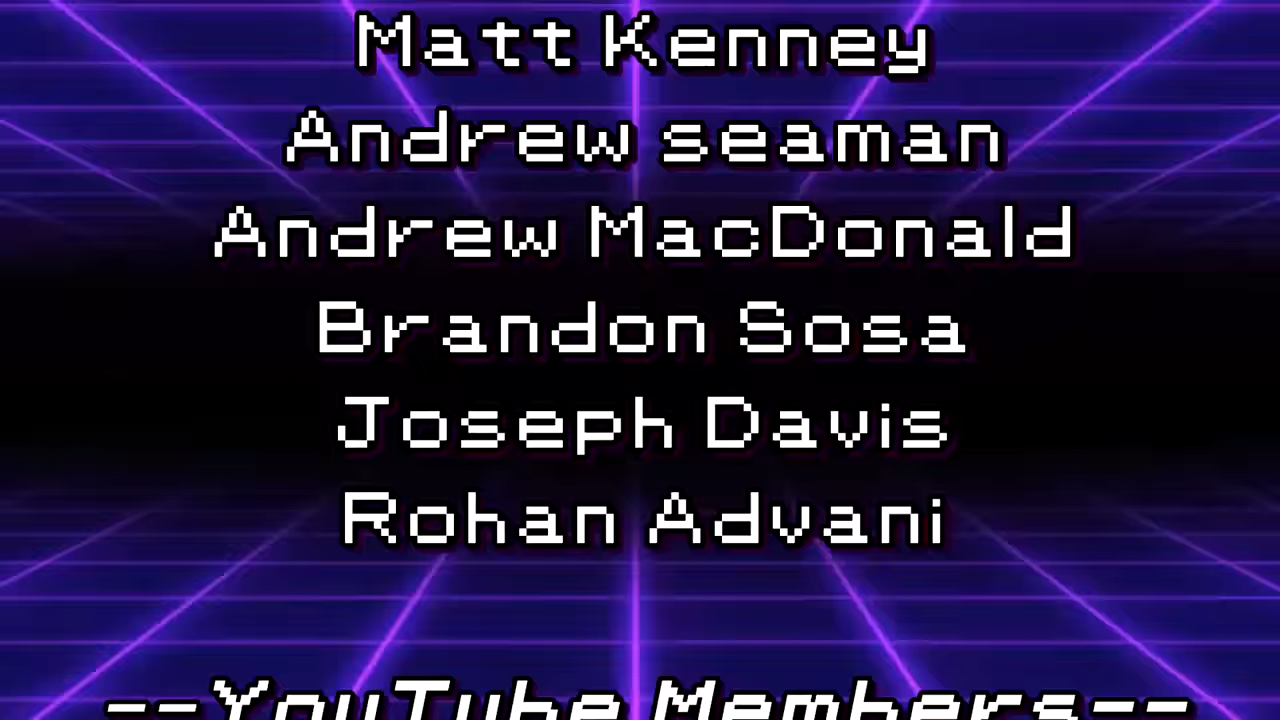 Matt Kenney
Andrew seaman
Andrew MacDonald
Brandon Sosa
Joseph Davis
Rohan Advani
--YouTube Members--